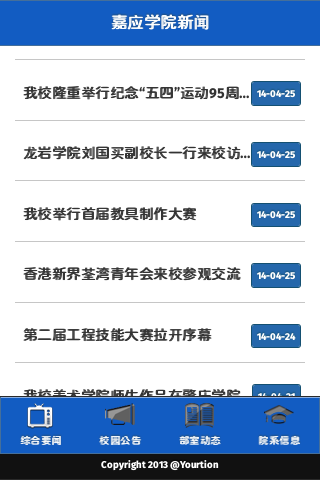 嘉应学院新闻
我校隆重举行纪念“五四”运动95周... 14-04-25
龙岩学院刘国买副校长一行来校访... 14-04-25
我校举行首届教具制作大赛 14-04-25
香港新界荃湾青年会来校参观交流 14-04-25
第二届工程技能大赛拉开序幕 14-04-24
我校美术学院师生作品在肇庆学院
综合要闻 校园公告 部室动态 院系信息
Copyright 2013 @Yourtion